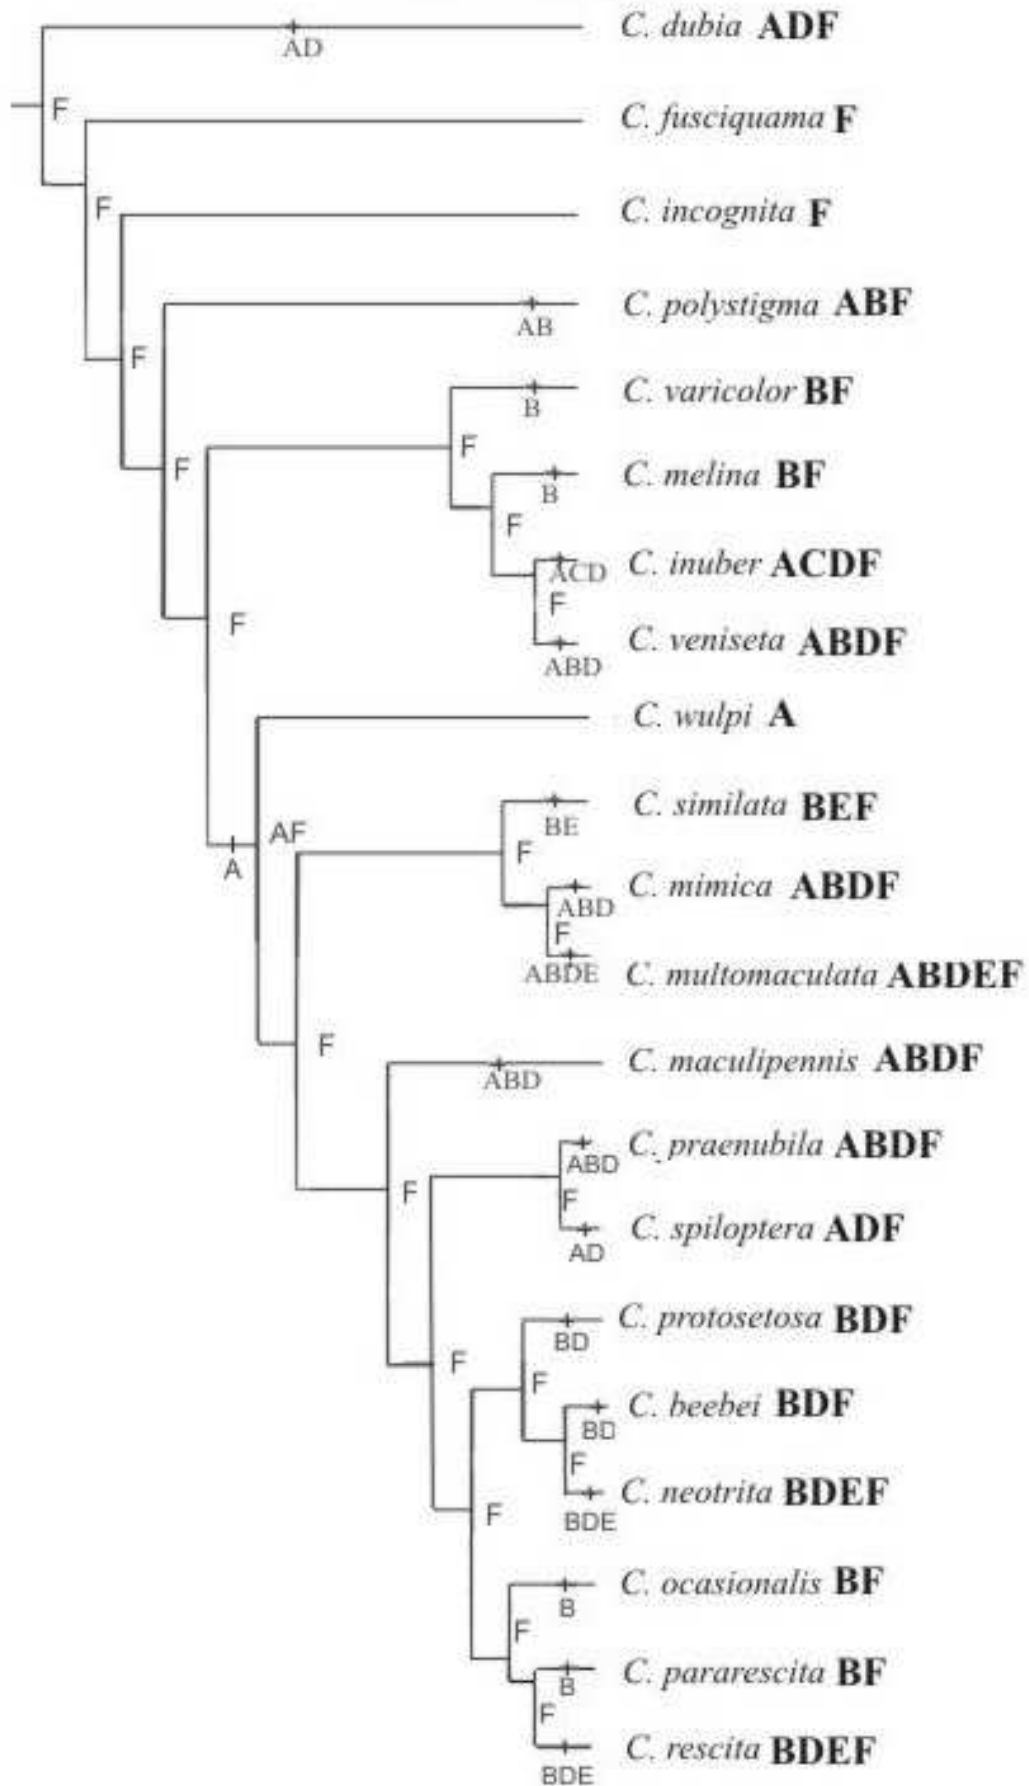 C. dubia ADF
AD
F
C. fusciquama F
F
C. incognita F
C. polystigma ABF
AB
F
C. varicolor BF
B
F
F
C. melina BF
B
F
C. inuber ACDF
ACD
F
C. veniseta ABDF
F
ABD
C. wulpi A
C. similata BEF
BE
AF
F
A
C. mimica ABDF
ABD
F
C. multomaculata ABDEF
ABDE
F
C. maculipennis ABDF
ABD
C. praenubila ABDF
ABD
F
F
C. spiloptera ADF
AD
C. protosetosa BDF
BD
F
F
C. beebei BDF
BD
F
C. neotrita BDEF
F
BDE
C. ocasionalis BF
B
F
C. pararescita BF
B
F
C. rescita BDEF
BDE